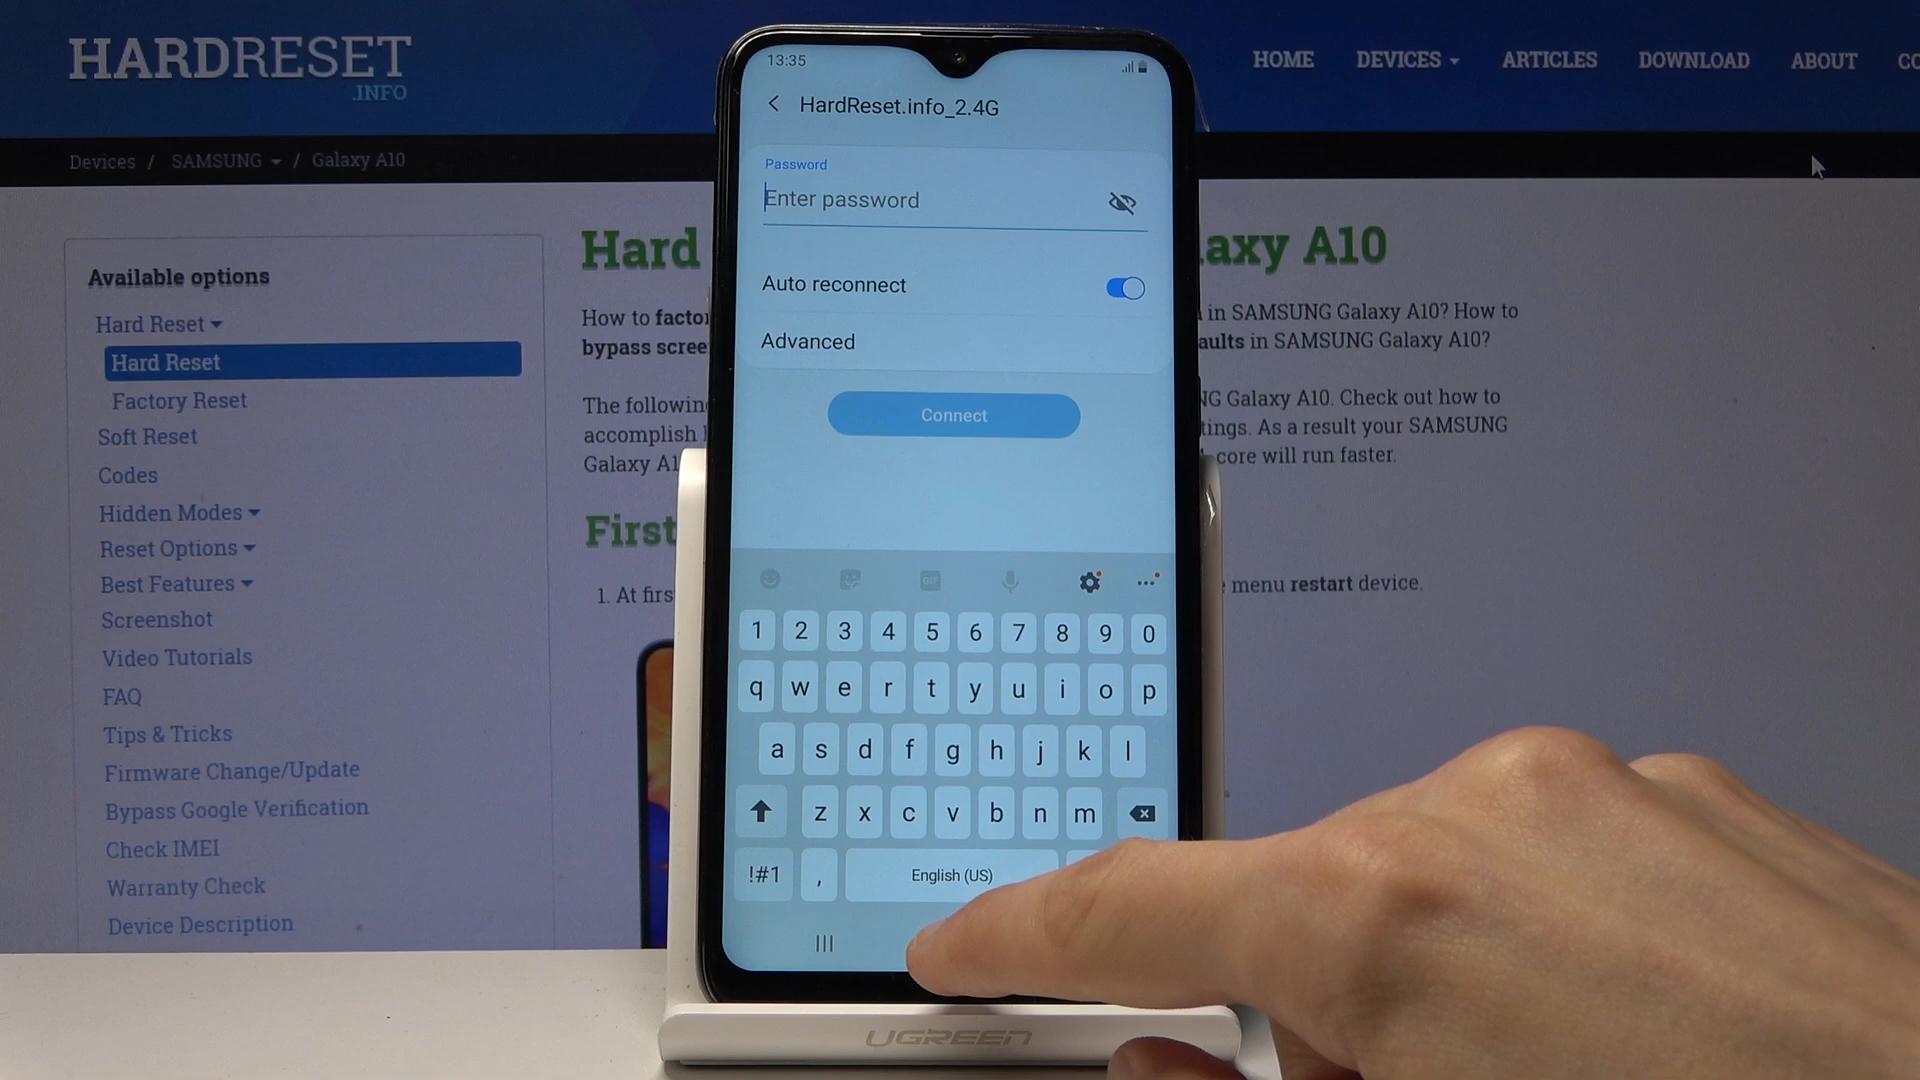 HARDRESET
.INFO
HOME DEVICES ARTICLES DOWNLOAD ABOUT
Devices / SAMSUNG / Galaxy A10
Available options
Hard Reset
Hard Reset
Factory Reset
Soft Reset
Codes
Hidden Modes
Reset Options
Best Features
Screenshot
Video Tutorials
FAQ
Tips & Tricks
Firmware Change/Update
Bypass Google Verification
Check IMEI
Warranty Check
Device Description
Hard
axy A10
How to factor
in SAMSUNG Galaxy A10? How to
bypass scree
aults in SAMSUNG Galaxy A10?
The following
NG Galaxy A10. Check out how to
accomplish
tings. As a result your SAMSUNG
Galaxy A1
core will run faster.
First
1. At firs
menu restart device.
13:35
HardReset.info_2.4G
Password
Enter password
Auto reconnect
Advanced
Connect
GIF
1 2 3 4 5 6 7 8 9 0
q w e r t y u i o p
a s d f g h j k l
z x c v b n m
!#1 , English (US)
UGREEN